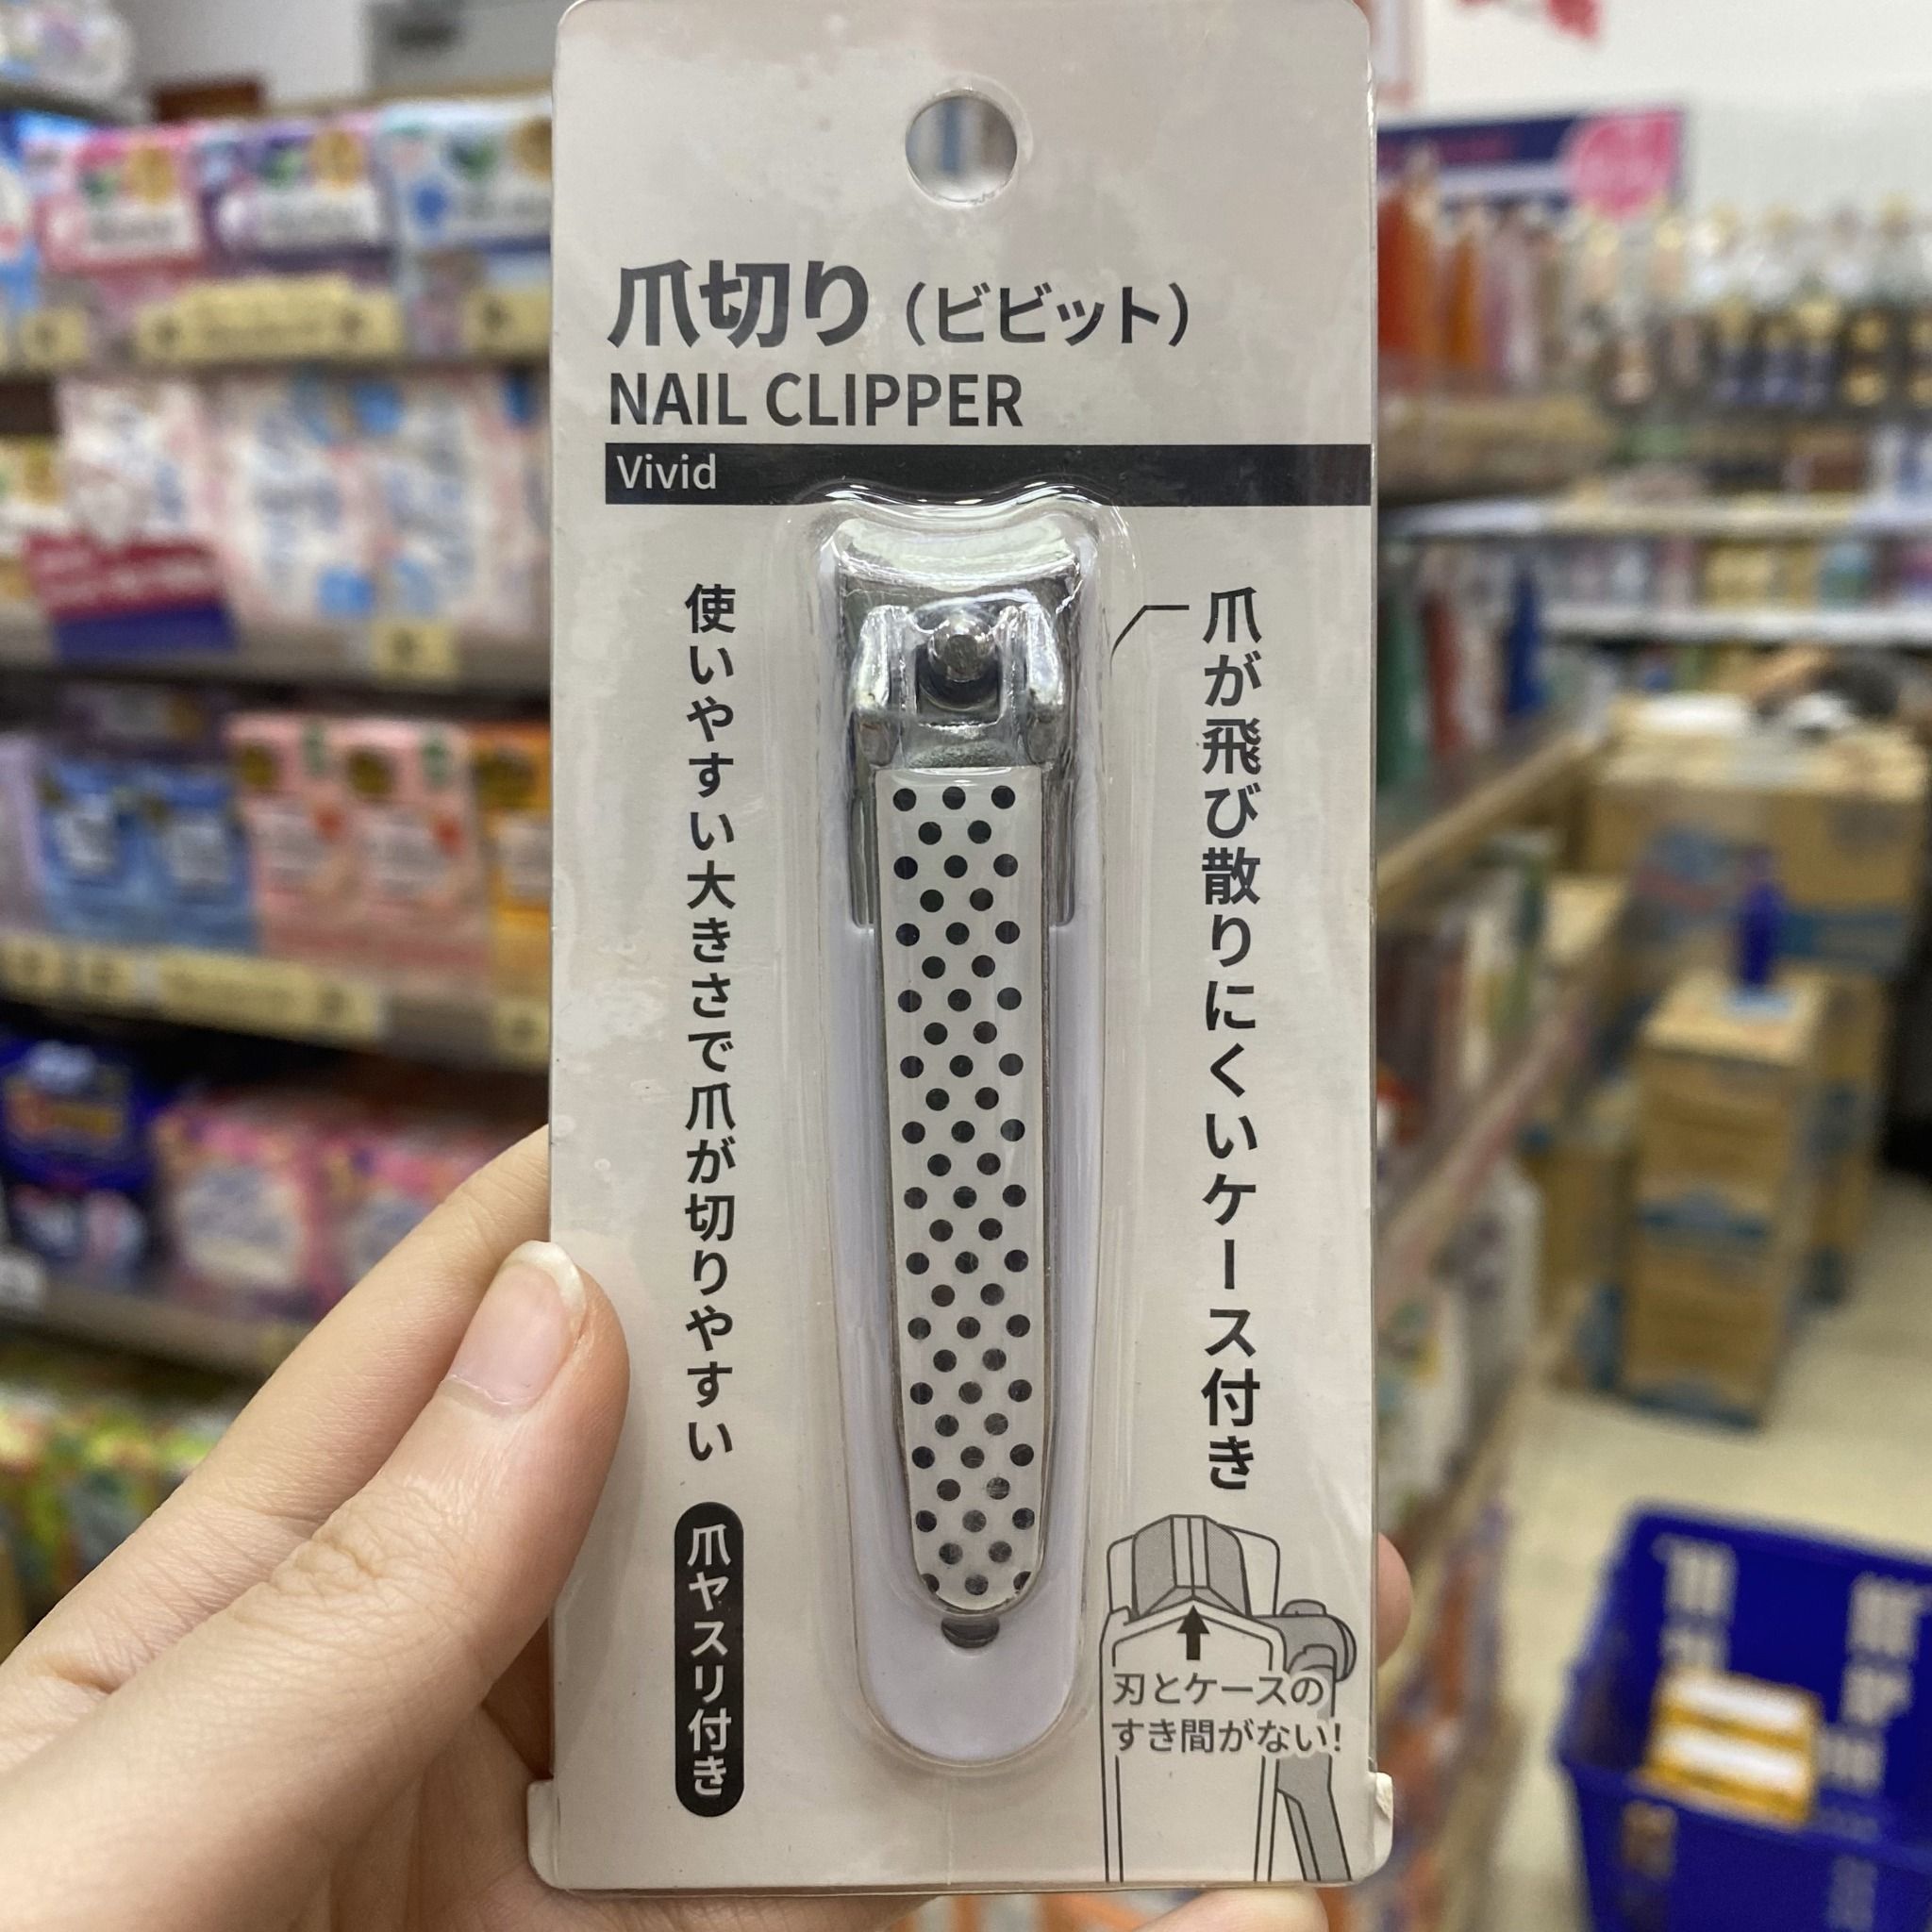 爪切り（ビビット）
NAIL CLIPPER
Vivid
爪が飛び散りにくいケース付き
使いやすい大きさで爪が切りやすい
爪ヤスリ付き
刃とケースの
すき間がない!